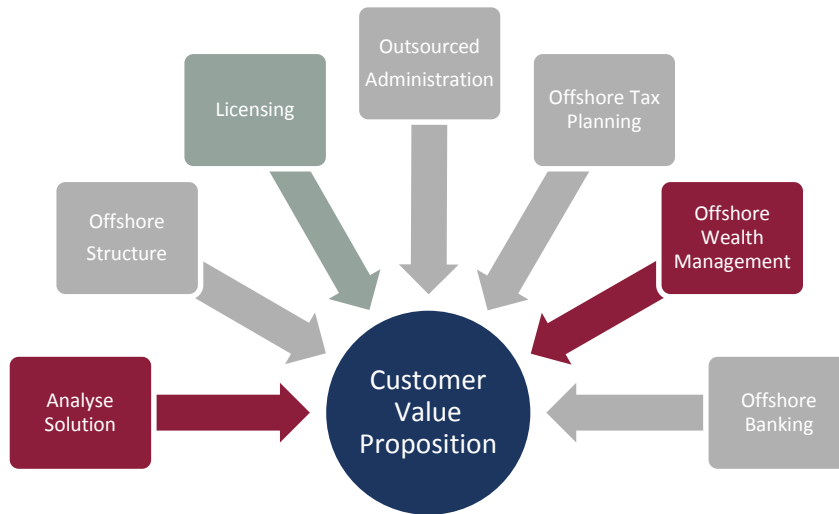 Outsourced
Administration
Licensing
Offshore Tax
Planning
Offshore
Structure
Offshore
Wealth
Management
Analyse
Solution
Customer
Value
Proposition
Offshore
Banking